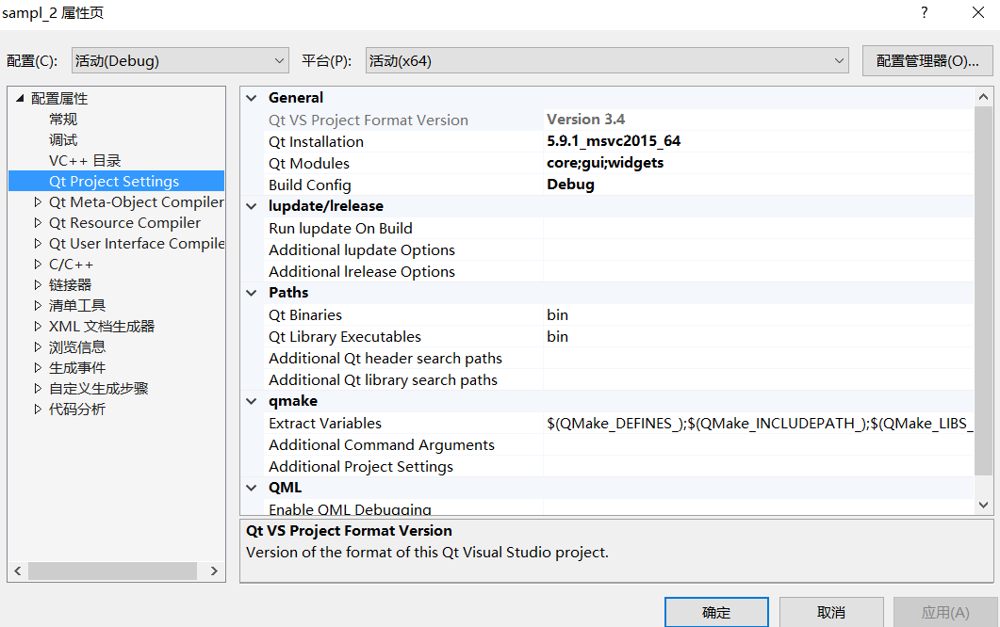 sampl_2 属性页
?
配置(C): 活动(Debug) 平台(P): 活动(x64) 配置管理器(O)...
配置属性
常规
调试
VC++ 目录
Qt Project Settings
Qt Meta-Object Compiler
Qt Resource Compiler
Qt User Interface Compile
C/C++
链接器
清单工具
XML 文档生成器
浏览信息
生成事件
自定义生成步骤
代码分析
General
Qt VS Project Format Version Version 3.4
Qt Installation 5.9.1_msvc2015_64
Qt Modules core;gui;widgets
Build Config Debug
lupdate/lrelease
Run lupdate On Build
Additional lupdate Options
Additional lrelease Options
Paths
Qt Binaries bin
Qt Library Executables bin
Additional Qt header search paths
Additional Qt library search paths
qmake
Extract Variables $(QMake_DEFINES_);$(QMake_INCLUDEPATH_);$(QMake_LIBS_
Additional Command Arguments
Additional Project Settings
QML
Enable QML Debugging
Qt VS Project Format Version
Version of the format of this Qt Visual Studio project.
确定 取消 应用(A)